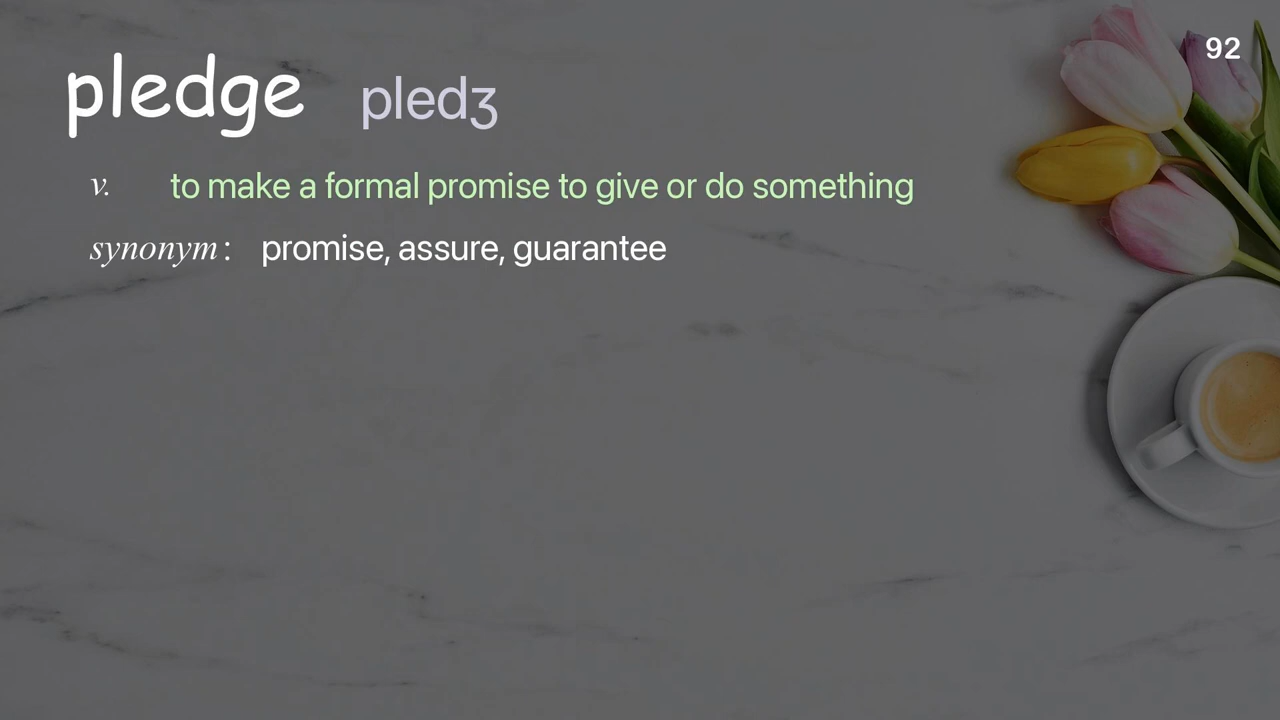 92
pledge pledʒ
v. to make a formal promise to give or do something
synonym: promise, assure, guarantee